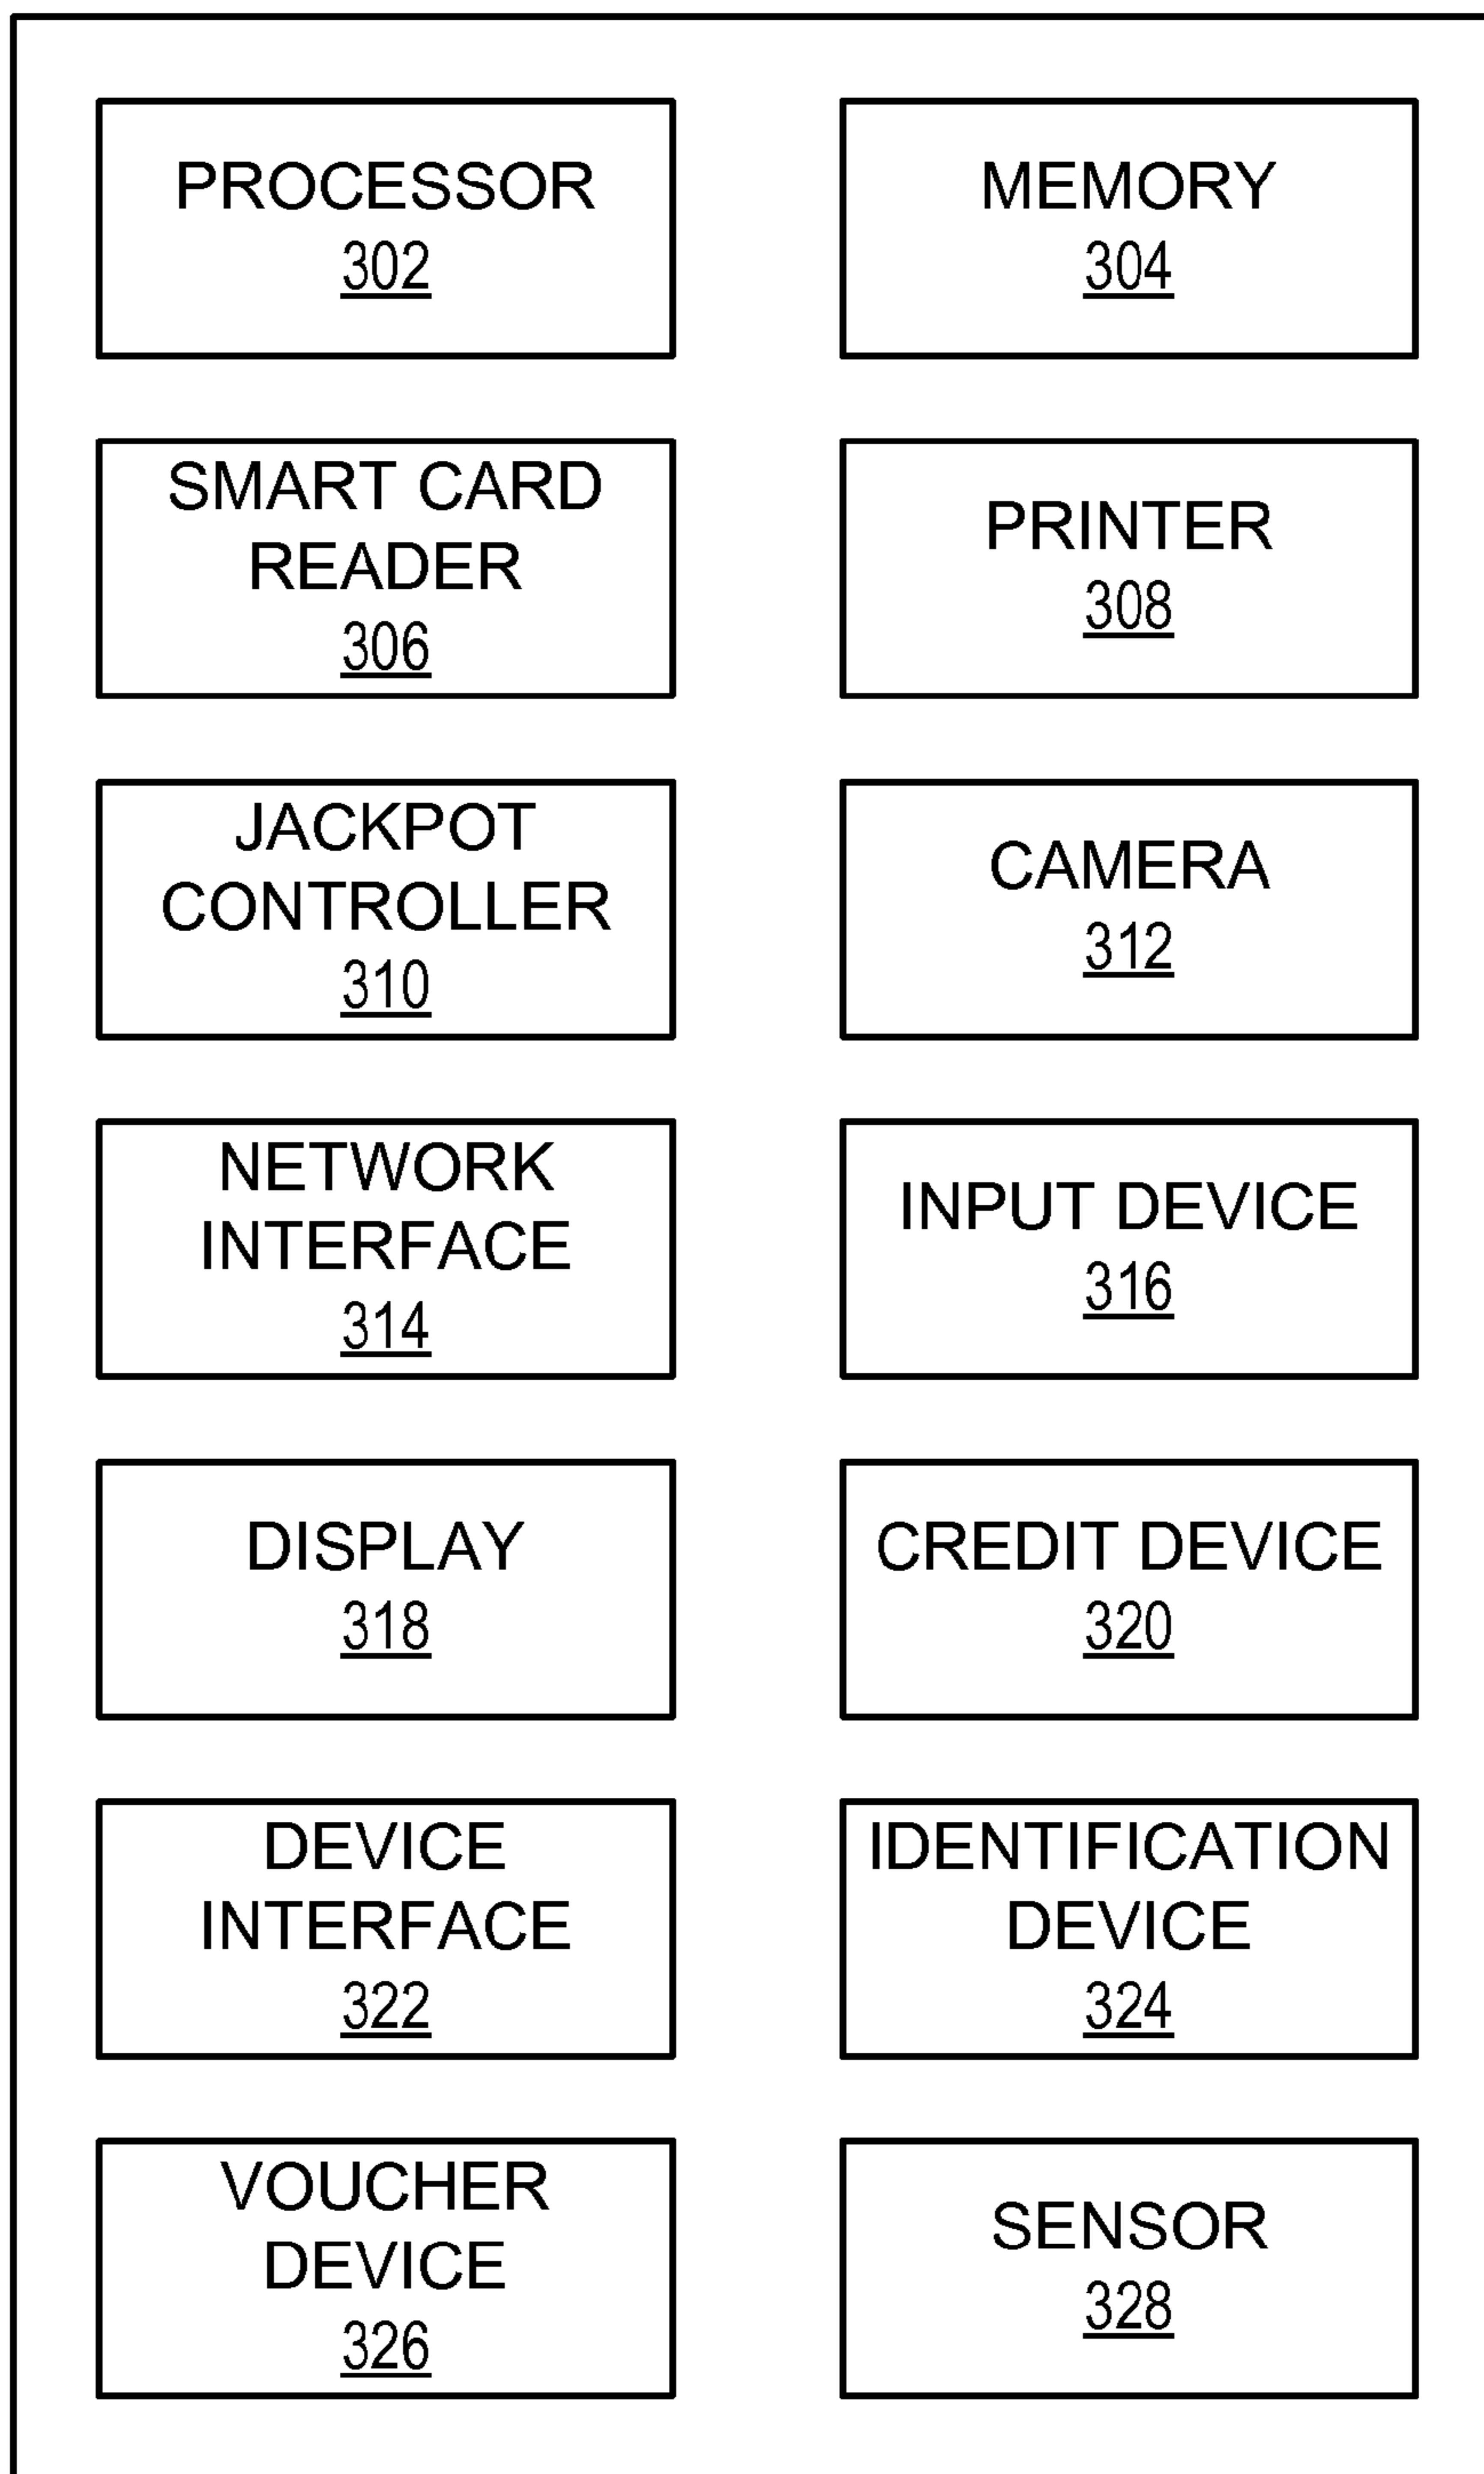 PROCESSOR
302
MEMORY
304
SMART CARD
READER
306
PRINTER
308
JACKPOT
CONTROLLER
310
CAMERA
312
NETWORK
INTERFACE
314
INPUT DEVICE
316
DISPLAY
318
CREDIT DEVICE
320
DEVICE
INTERFACE
322
IDENTIFICATION
DEVICE
324
VOUCHER
DEVICE
326
SENSOR
328